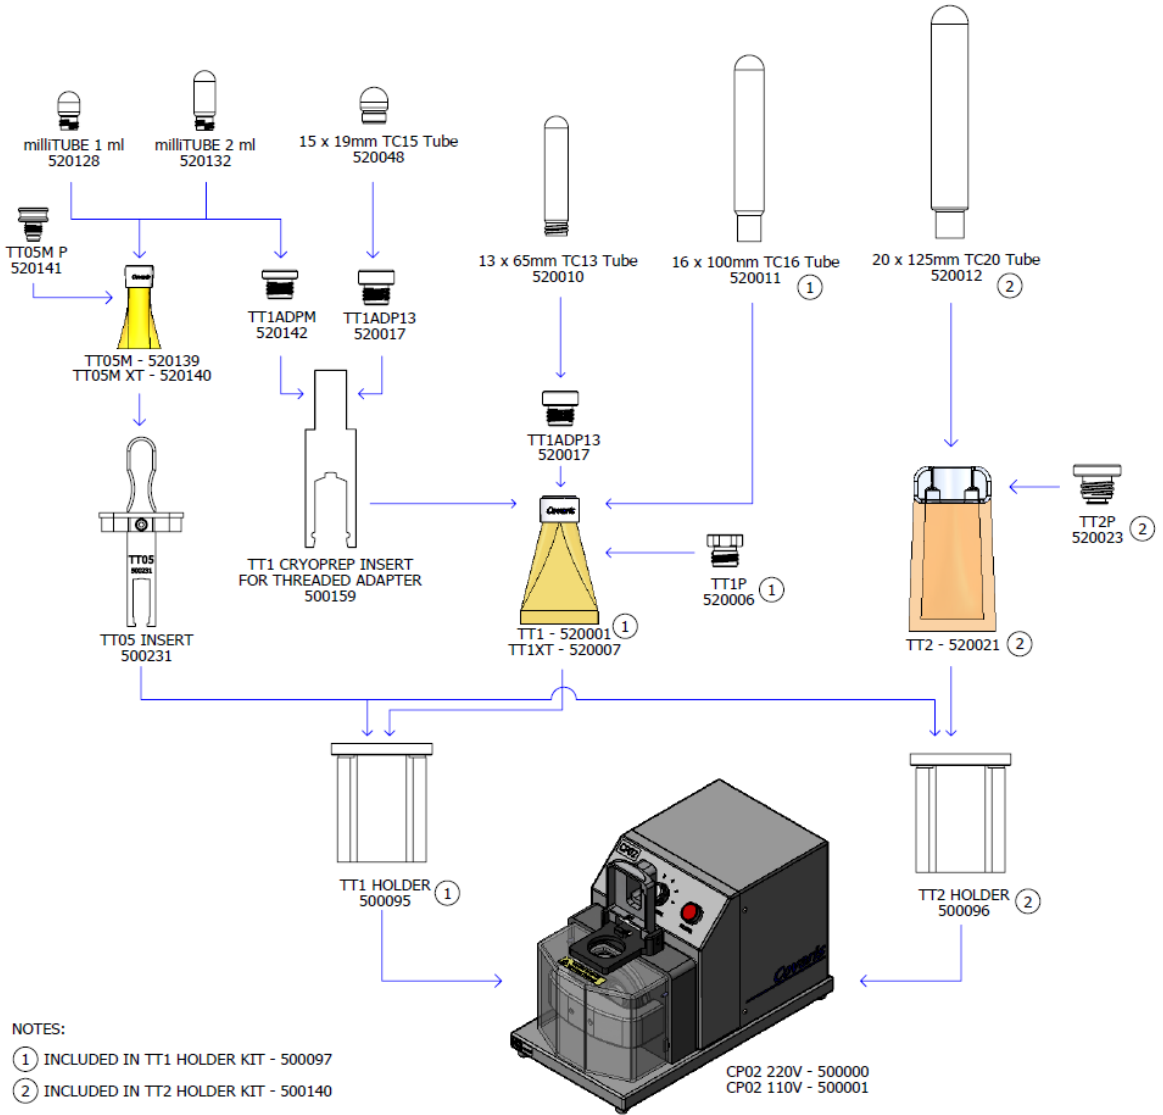 milliTUBE 1 ml
520128
milliTUBE 2 ml
520132
15 x 19mm TC15 Tube
520048
TT05M P
520141
13 x 65mm TC13 Tube
520010
16 x 100mm TC16 Tube
520011
1
20 x 125mm TC20 Tube
520012
2
Covaris
TT1ADPM
520142
TT1ADP13
520017
TT05M - 520139
TT05M XT - 520140
TT1ADP13
520017
Covaris
TT2P
520023
2
TT05
500231
TT1 CRYOPREP INSERT
FOR THREADED ADAPTER
500159
TT1P
520006
1
TT05 INSERT
500231
TT1 - 520001
TT1XT - 520007
1
TT2 - 520021
2
CP02
Covaris
TT1 HOLDER
500095
1
TT2 HOLDER
500096
2
NOTES:
1 INCLUDED IN TT1 HOLDER KIT - 500097
2 INCLUDED IN TT2 HOLDER KIT - 500140
CP02 220V - 500000
CP02 110V - 500001